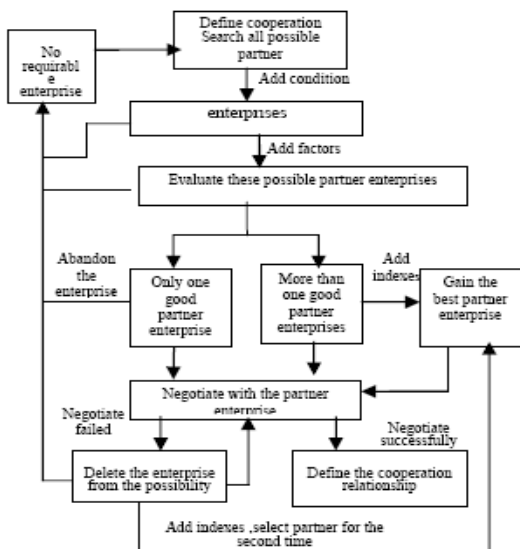 Define cooperation
Search all possible
partner
No
requirabl
e
enterprise
Add condition
enterprises
Add factors
Evaluate these possible partner enterprises
Abandon
the
enterprise
Only one
good
partner
enterprise
More than
one good
partner
enterprises
Add
indexes
Gain the
best partner
enterprise
Negotiate with the partner
enterprise
Negotiate
failed
Negotiate
successfully
Delete the enterprise
from the possibility
Define the cooperation
relationship
Add indexes ,select partner for the
second time